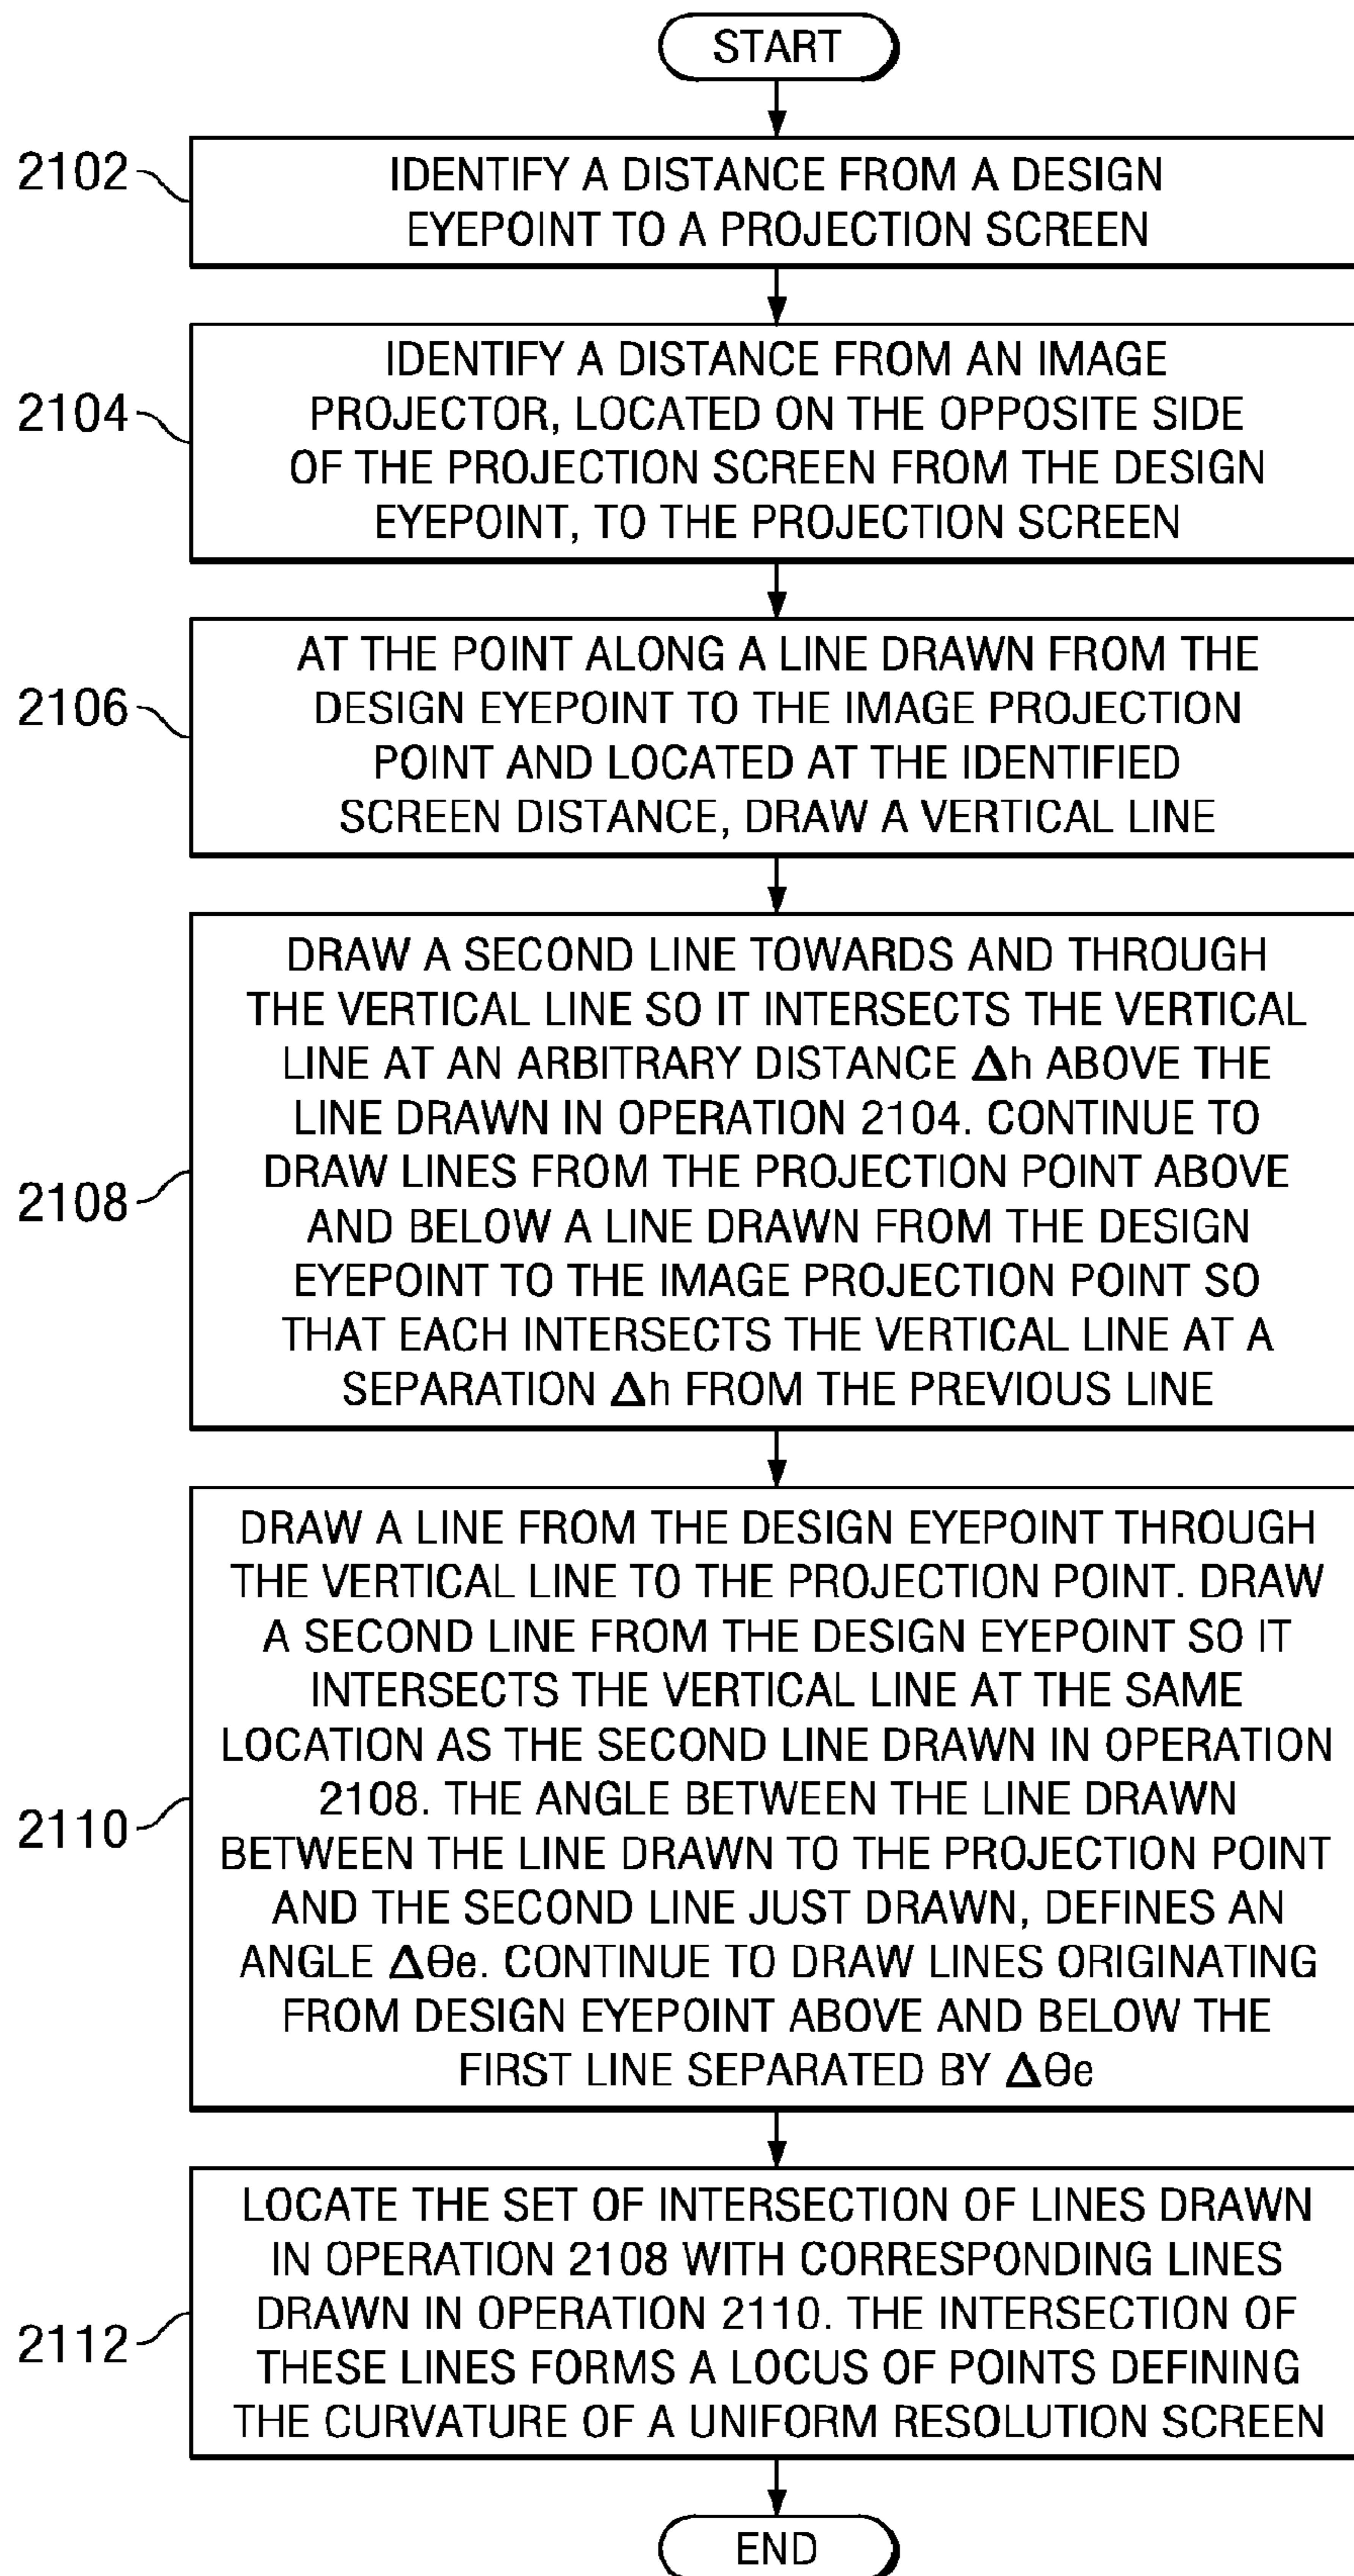 START
2102
IDENTIFY A DISTANCE FROM A DESIGN
EYEPOINT TO A PROJECTION SCREEN
2104
IDENTIFY A DISTANCE FROM AN IMAGE
PROJECTOR, LOCATED ON THE OPPOSITE SIDE
OF THE PROJECTION SCREEN FROM THE DESIGN
EYEPOINT, TO THE PROJECTION SCREEN
2106
AT THE POINT ALONG A LINE DRAWN FROM THE
DESIGN EYEPOINT TO THE IMAGE PROJECTION
POINT AND LOCATED AT THE IDENTIFIED
SCREEN DISTANCE, DRAW A VERTICAL LINE
2108
DRAW A SECOND LINE TOWARDS AND THROUGH
THE VERTICAL LINE SO IT INTERSECTS THE VERTICAL
LINE AT AN ARBITRARY DISTANCE Δh ABOVE THE
LINE DRAWN IN OPERATION 2104. CONTINUE TO
DRAW LINES FROM THE PROJECTION POINT ABOVE
AND BELOW A LINE DRAWN FROM THE DESIGN
EYEPOINT TO THE IMAGE PROJECTION POINT SO
THAT EACH INTERSECTS THE VERTICAL LINE AT A
SEPARATION Δh FROM THE PREVIOUS LINE
2110
DRAW A LINE FROM THE DESIGN EYEPOINT THROUGH
THE VERTICAL LINE TO THE PROJECTION POINT. DRAW
A SECOND LINE FROM THE DESIGN EYEPOINT SO IT
INTERSECTS THE VERTICAL LINE AT THE SAME
LOCATION AS THE SECOND LINE DRAWN IN OPERATION
2108. THE ANGLE BETWEEN THE LINE DRAWN
BETWEEN THE LINE DRAWN TO THE PROJECTION POINT
AND THE SECOND LINE JUST DRAWN, DEFINES AN
ANGLE Δθe. CONTINUE TO DRAW LINES ORIGINATING
FROM DESIGN EYEPOINT ABOVE AND BELOW THE
FIRST LINE SEPARATED BY Δθe
2112
LOCATE THE SET OF INTERSECTION OF LINES DRAWN
IN OPERATION 2108 WITH CORRESPONDING LINES
DRAWN IN OPERATION 2110. THE INTERSECTION OF
THESE LINES FORMS A LOCUS OF POINTS DEFINING
THE CURVATURE OF A UNIFORM RESOLUTION SCREEN
END